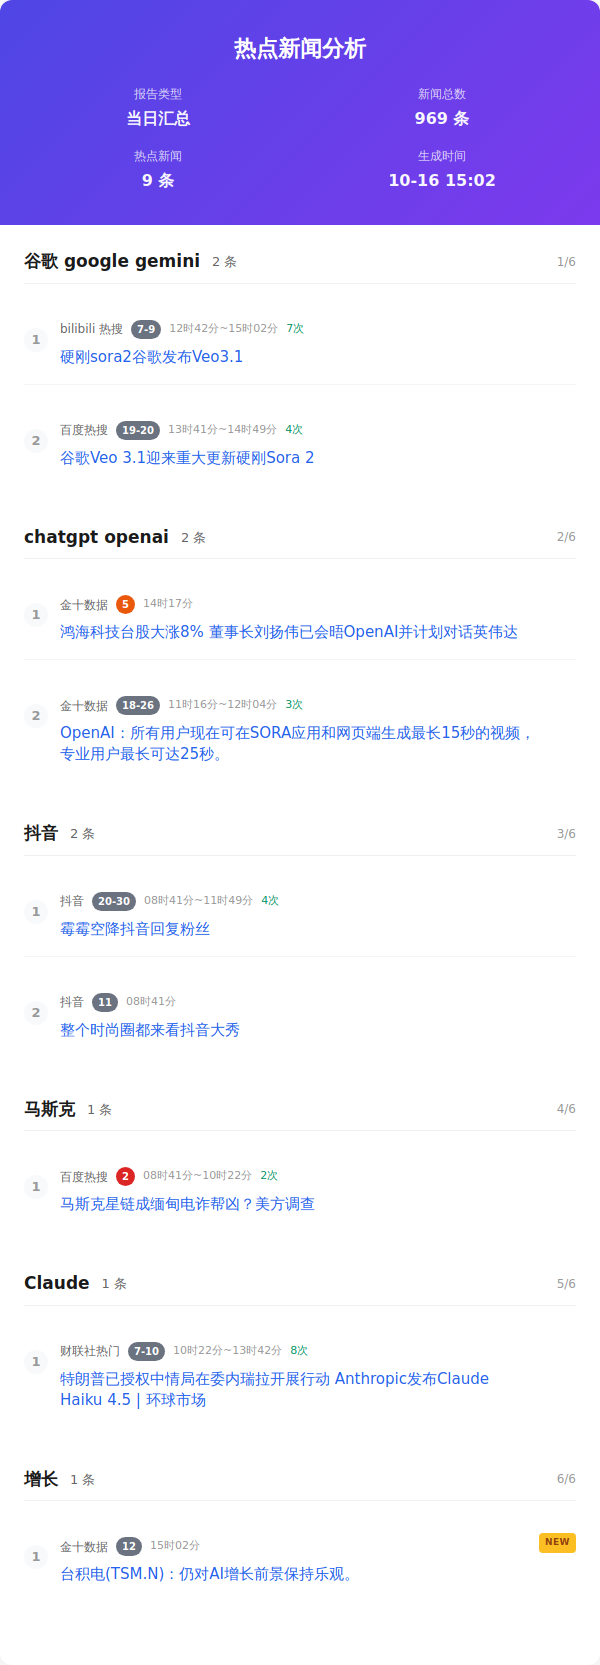 热点新闻分析
报告类型
新闻总数
当日汇总
969 条
热点新闻
生成时间
9 条
10-16 15:02
谷歌 google gemini 2 条 1/6
1 bilibili 热搜 7-9 12时42分~15时02分 7次
硬刚sora2谷歌发布Veo3.1
2 百度热搜 19-20 13时41分~14时49分 4次
谷歌Veo 3.1迎来重大更新硬刚Sora 2
chatgpt openai 2 条 2/6
1 金十数据 5 14时17分
鸿海科技台股大涨8% 董事长刘扬伟已会晤OpenAI并计划对话英伟达
2 金十数据 18-26 11时16分~12时04分 3次
OpenAI：所有用户现在可在SORA应用和网页端生成最长15秒的视频，
专业用户最长可达25秒。
抖音 2 条 3/6
1 抖音 20-30 08时41分~11时49分 4次
霉霉空降抖音回复粉丝
2 抖音 11 08时41分
整个时尚圈都来看抖音大秀
马斯克 1 条 4/6
1 百度热搜 2 08时41分~10时22分 2次
马斯克星链成缅甸电诈帮凶？美方调查
Claude 1 条 5/6
1 财联社热门 7-10 10时22分~13时42分 8次
特朗普已授权中情局在委内瑞拉开展行动 Anthropic发布Claude
Haiku 4.5 | 环球市场
增长 1 条 6/6
1 金十数据 12 15时02分 NEW
台积电(TSM.N)：仍对AI增长前景保持乐观。